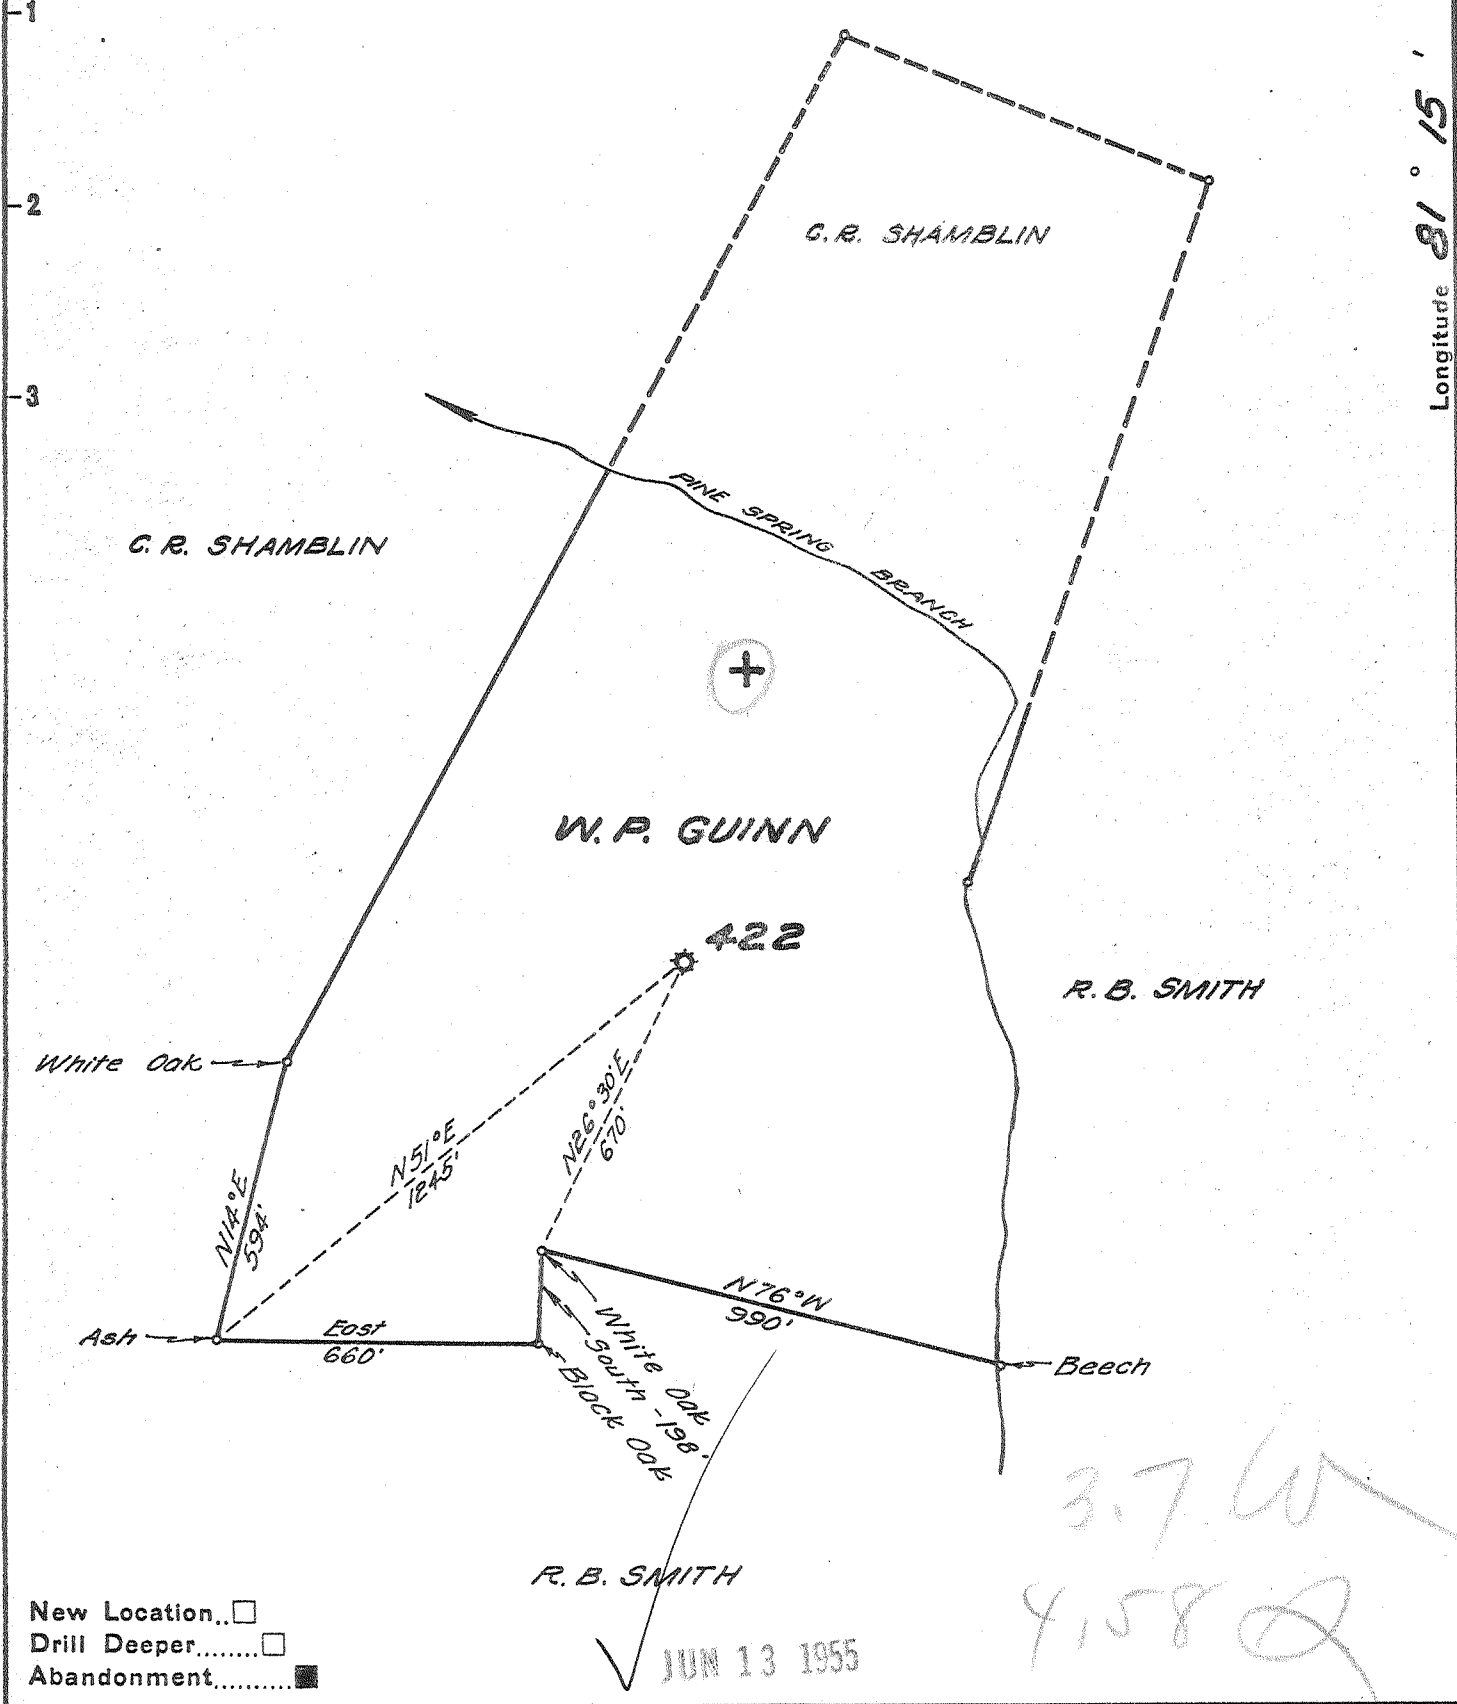 -1
-2
-3
Longitude 81° 15'
C.R. SHAMBLIN
C.R. SHAMBLIN
PINE SPRING BRANCH
+
W.P. GUINN
422
R.B. SMITH
White Oak
N14°E
594'
N51°E
1245'
N26°30'E
670'
Ash
East
660'
White Oak
South -198'
Black Oak
N76°W
990'
Beech
R.B. SMITH
3.7 W
4.58
New Location..□
Drill Deeper........□
Abandonment..........■
JUN 13 1955